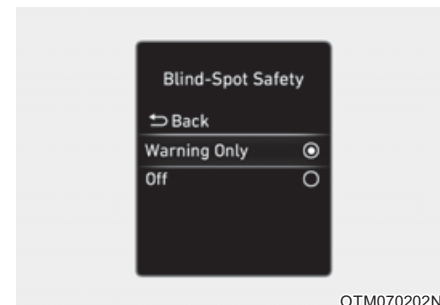 Blind-Spot Safety
Back
Warning Only
Off
OTM070202N